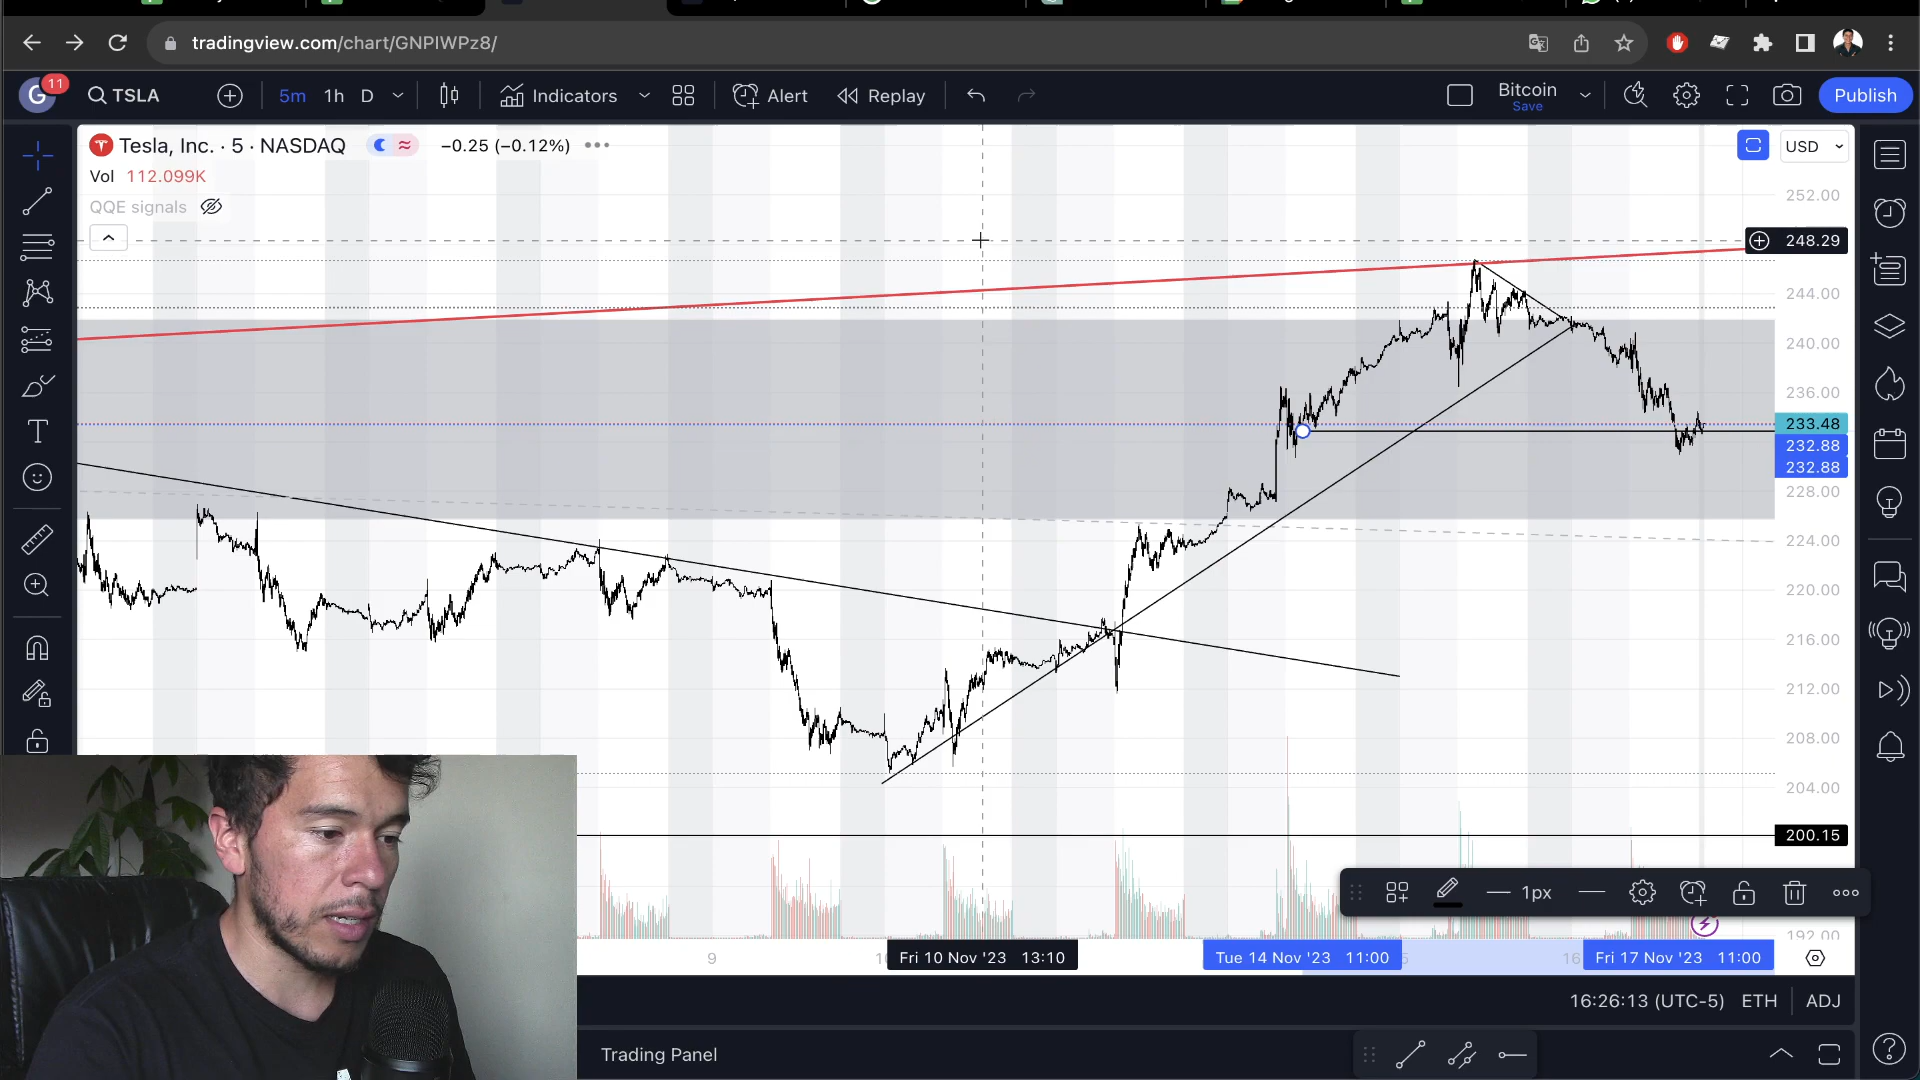 tradingview.com/chart/GNPIWPz8/
G 11 TSLA 5m 1h D Indicators Alert Replay Bitcoin Save Publish
Tesla, Inc. · 5 · NASDAQ −0.25 (−0.12%) USD
Vol 112.099K
QQE signals
252.00
248.29
244.00
240.00
236.00
233.48
232.88
232.88
228.00
224.00
220.00
216.00
212.00
208.00
204.00
200.15
1px
192.00
9 Fri 10 Nov '23 13:10 Tue 14 Nov '23 11:00 16 Fri 17 Nov '23 11:00
16:26:13 (UTC-5) ETH ADJ
Trading Panel